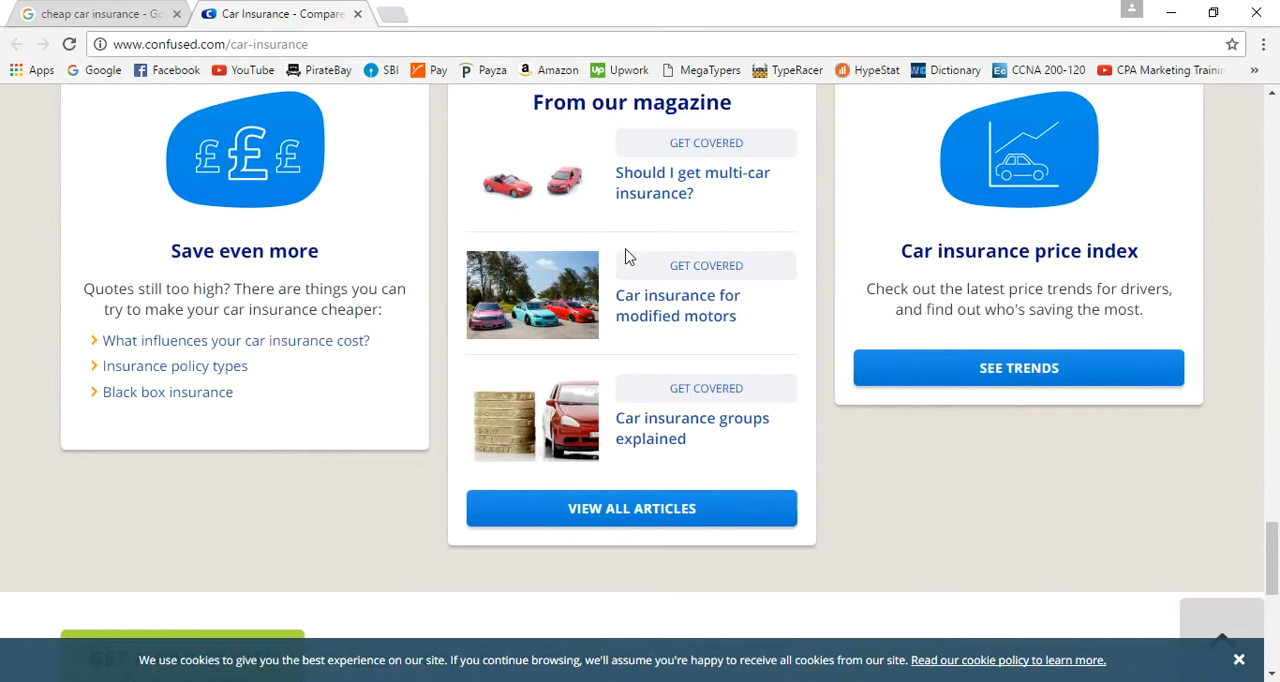 cheap car insurance - Go
Car Insurance - Compare
www.confused.com/car-insurance
Apps Google Facebook YouTube PirateBay SBI Pay Payza Amazon Upwork MegaTypers TypeRacer HypeStat Dictionary CCNA 200-120 CPA Marketing Trainin »
£ £ £
Save even more
Quotes still too high? There are things you can
try to make your car insurance cheaper:
What influences your car insurance cost?
Insurance policy types
Black box insurance
From our magazine
GET COVERED
Should I get multi-car
insurance?
GET COVERED
Car insurance for
modified motors
GET COVERED
Car insurance groups
explained
VIEW ALL ARTICLES
Car insurance price index
Check out the latest price trends for drivers,
and find out who's saving the most.
SEE TRENDS
We use cookies to give you the best experience on our site. If you continue browsing, we'll assume you're happy to receive all cookies from our site. Read our cookie policy to learn more.